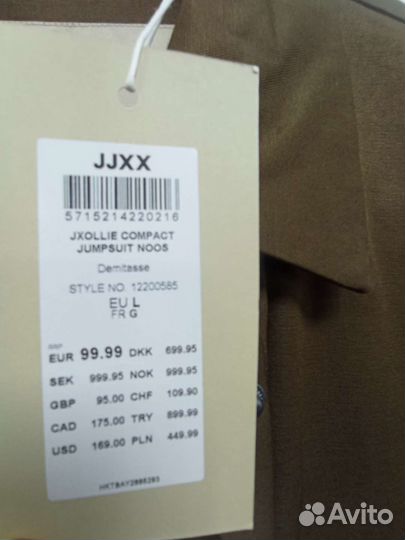 JJXX
5715214220216
JXOLLIE COMPACT
JUMPSUIT NOOS
Demitasse
STYLE NO. 12200585
EU L
FR G
RRP
EUR 99.99 DKK 699.95
SEK 999.95 NOK 999.95
GBP 95.00 CHF 109.90
CAD 175.00 TRY 899.99
USD 169.00 PLN 449.99
Avito